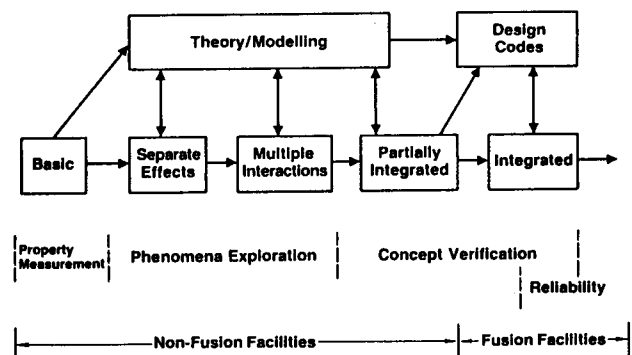 Theory/Modelling
Design
Codes
Basic
Separate
Effects
Multiple
Interactions
Partially
Integrated
Integrated
Property
Measurement
Phenomena Exploration
Concept Verification
Reliability
Non-Fusion Facilities
Fusion Facilities